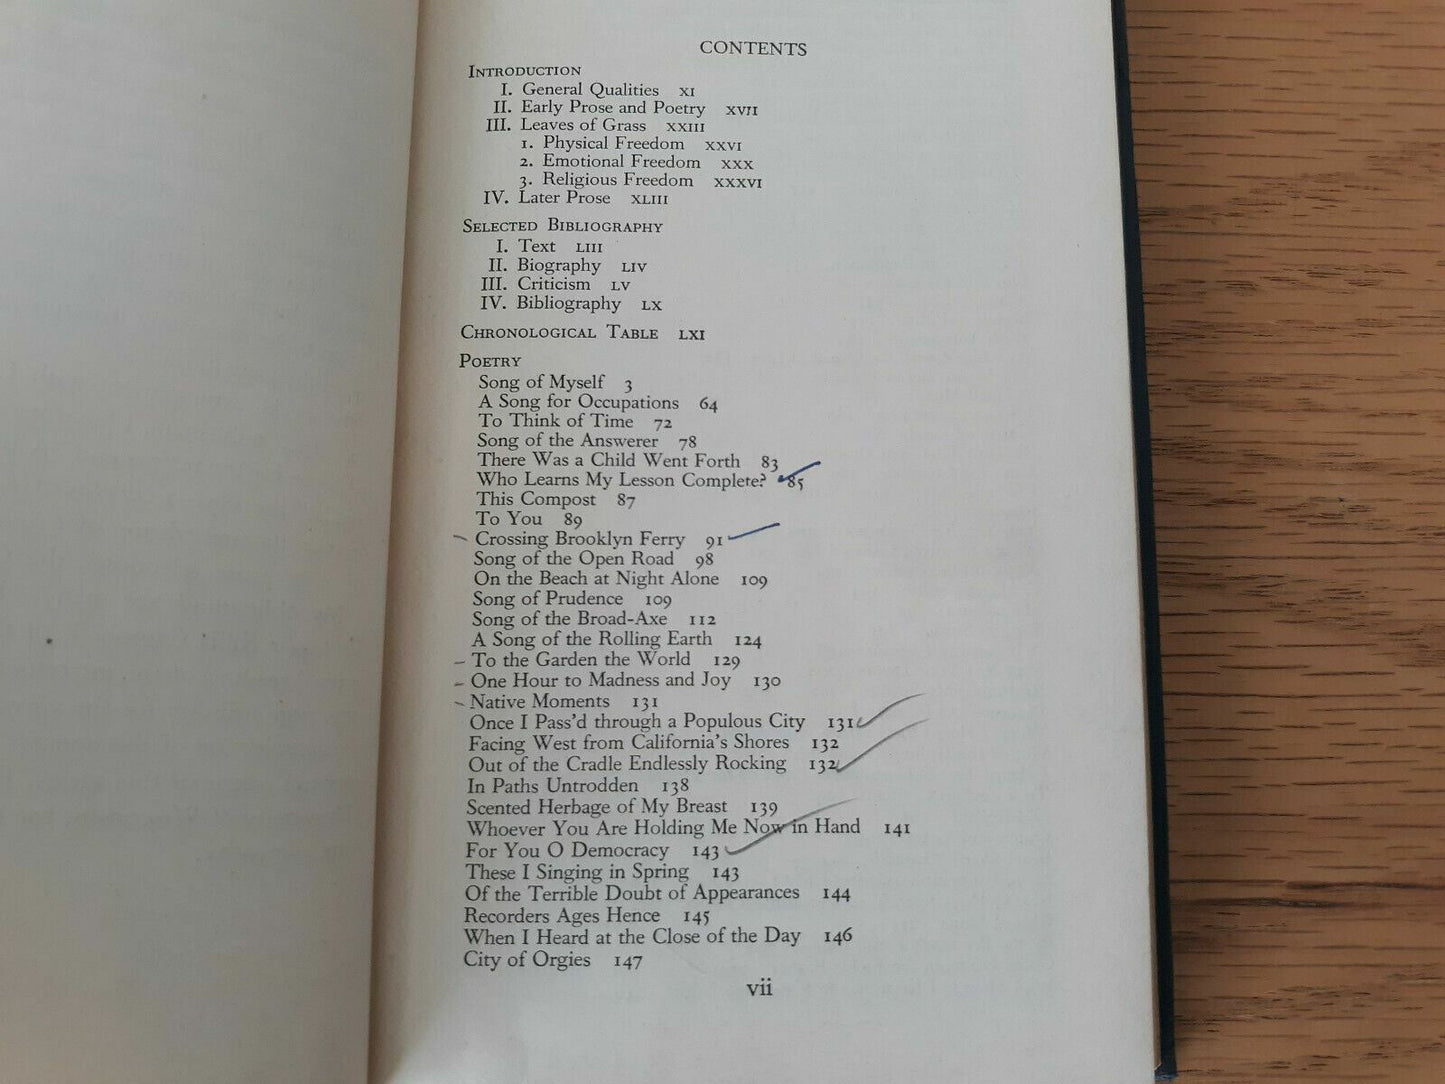 CONTENTS
INTRODUCTION
I. General Qualities XI
II. Early Prose and Poetry XVII
III. Leaves of Grass XXIII
1. Physical Freedom XXVI
2. Emotional Freedom XXX
3. Religious Freedom XXXVI
IV. Later Prose XLIII
SELECTED BIBLIOGRAPHY
I. Text LIII
II. Biography LIV
III. Criticism LV
IV. Bibliography LX
CHRONOLOGICAL TABLE LXI
POETRY
Song of Myself 3
A Song for Occupations 64
To Think of Time 72
Song of the Answerer 78
There Was a Child Went Forth 83
Who Learns My Lesson Complete? 85
This Compost 87
To You 89
Crossing Brooklyn Ferry 91
Song of the Open Road 98
On the Beach at Night Alone 109
Song of Prudence 109
Song of the Broad-Axe 112
A Song of the Rolling Earth 124
To the Garden the World 129
One Hour to Madness and Joy 130
Native Moments 131
Once I Pass'd through a Populous City 131
Facing West from California's Shores 132
Out of the Cradle Endlessly Rocking 132
In Paths Untrodden 138
Scented Herbage of My Breast 139
Whoever You Are Holding Me Now in Hand 141
For You O Democracy 143
These I Singing in Spring 143
Of the Terrible Doubt of Appearances 144
Recorders Ages Hence 145
When I Heard at the Close of the Day 146
City of Orgies 147
vii